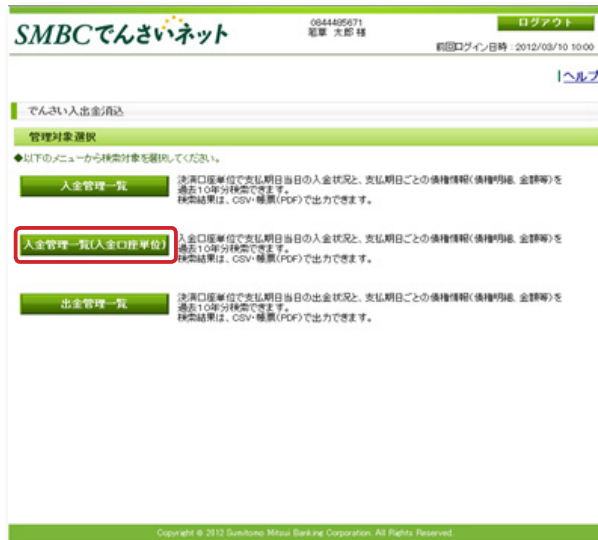 SMBCでんさいネット
0644485671
若草 太郎 様
ログアウト
前回ログイン日時：2012/03/10 10:00
|ヘルプ
でんさい入出金消込
管理対象選択
◆以下のメニューから検索対象を選択してください。
入金管理一覧
決済口座単位で支払期日当日の入金状況と、支払期日ごとの債権情報(債権明細、金額等)を
過去10年分検索できます。
検索結果は、CSV・帳票(PDF)で出力できます。
入金管理一覧(入金口座単位)
入金口座単位で支払期日当日の入金状況と、支払期日ごとの債権情報(債権明細、金額等)を
過去10年分検索できます。
検索結果は、CSV・帳票(PDF)で出力できます。
出金管理一覧
決済口座単位で支払期日当日の出金状況と、支払期日ごとの債権情報(債権明細、金額等)を
過去10年分検索できます。
検索結果は、CSV・帳票(PDF)で出力できます。
Copyright © 2012 Sumitomo Mitsui Banking Corporation. All Rights Reserved.